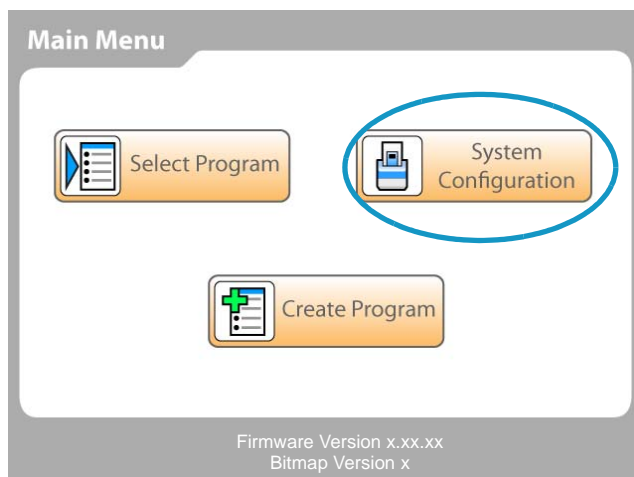 Main Menu
Select Program
System
Configuration
Create Program
Firmware Version x.xx.xx
Bitmap Version x